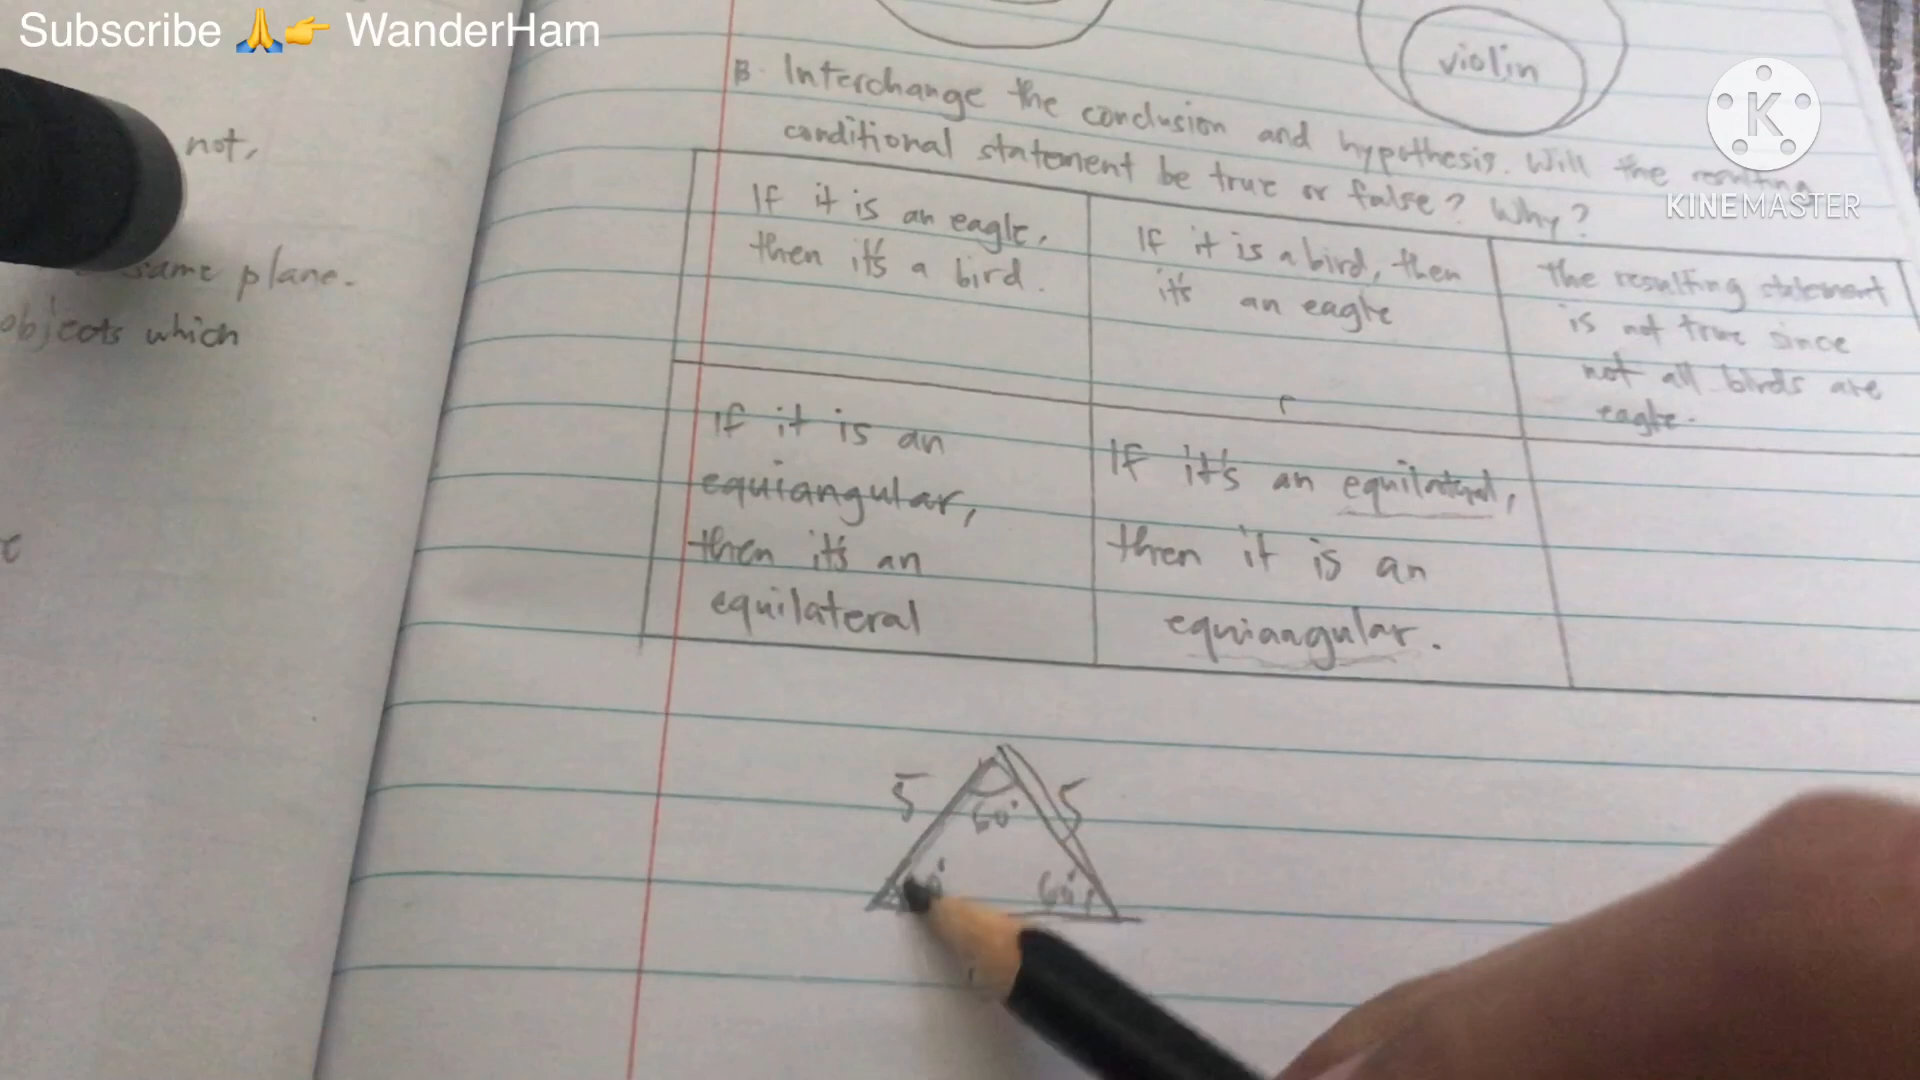 Subscribe 🙏👉 WanderHam
violin
KINEMASTER
not,
same plane.
objects which
B. Interchange the conclusion and hypothesis. Will the resulting
conditional statement be true or false? Why?
If it is an eagle,
then it's a bird.
If it is a bird, then
it's an eagle
The resulting statement
is not true since
not all birds are
eagle.
If it is an
equiangular,
then it's an
equilateral
If it's an equilateral,
then it is an
equiangular.
5
5
60°
60°